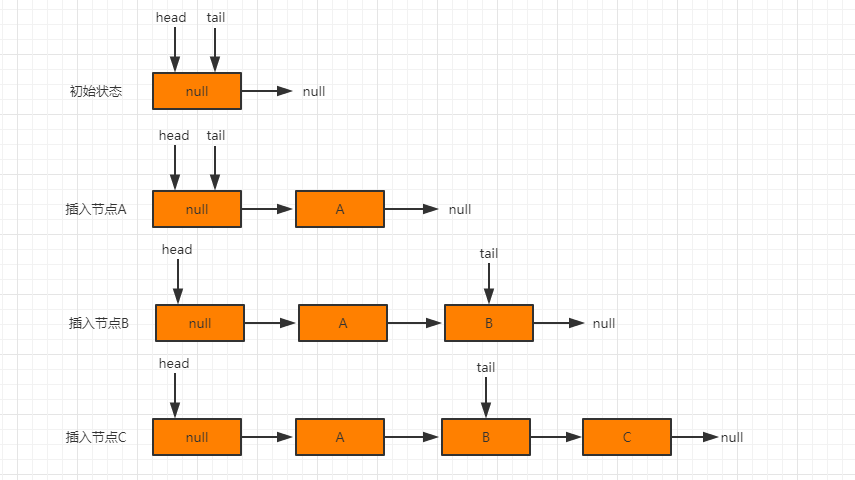 head tail
初始状态 null null
head tail
插入节点A null A null
head tail
插入节点B null A B null
head tail
插入节点C null A B C null